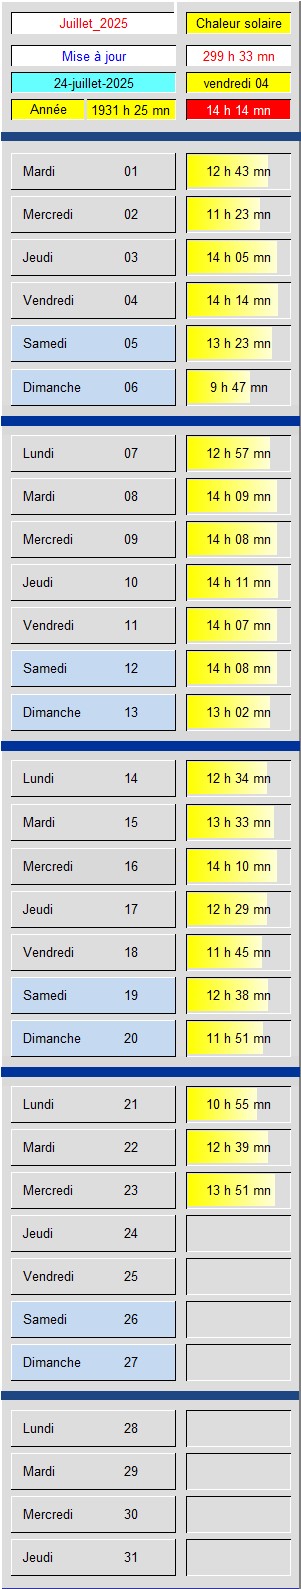 Juillet_2025 Chaleur solaire
Mise à jour 299 h 33 mn
24-juillet-2025 vendredi 04
Année 1931 h 25 mn 14 h 14 mn
Mardi 01 12 h 43 mn
Mercredi 02 11 h 23 mn
Jeudi 03 14 h 05 mn
Vendredi 04 14 h 14 mn
Samedi 05 13 h 23 mn
Dimanche 06 9 h 47 mn
Lundi 07 12 h 57 mn
Mardi 08 14 h 09 mn
Mercredi 09 14 h 08 mn
Jeudi 10 14 h 11 mn
Vendredi 11 14 h 07 mn
Samedi 12 14 h 08 mn
Dimanche 13 13 h 02 mn
Lundi 14 12 h 34 mn
Mardi 15 13 h 33 mn
Mercredi 16 14 h 10 mn
Jeudi 17 12 h 29 mn
Vendredi 18 11 h 45 mn
Samedi 19 12 h 38 mn
Dimanche 20 11 h 51 mn
Lundi 21 10 h 55 mn
Mardi 22 12 h 39 mn
Mercredi 23 13 h 51 mn
Jeudi 24
Vendredi 25
Samedi 26
Dimanche 27
Lundi 28
Mardi 29
Mercredi 30
Jeudi 31